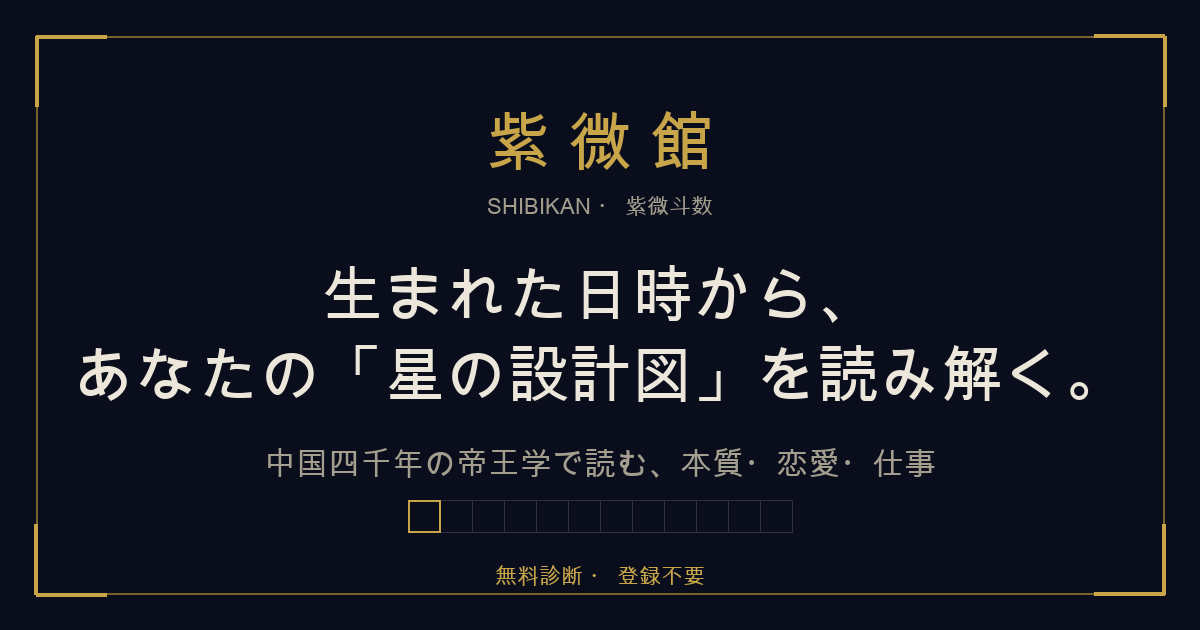 紫微館
SHIBIKAN · 紫微斗数
生まれた日時から、
あなたの「星の設計図」を読み解く。
中国四千年の帝王学で読む、本質· 恋愛· 仕事
無料診断 · 登録不要